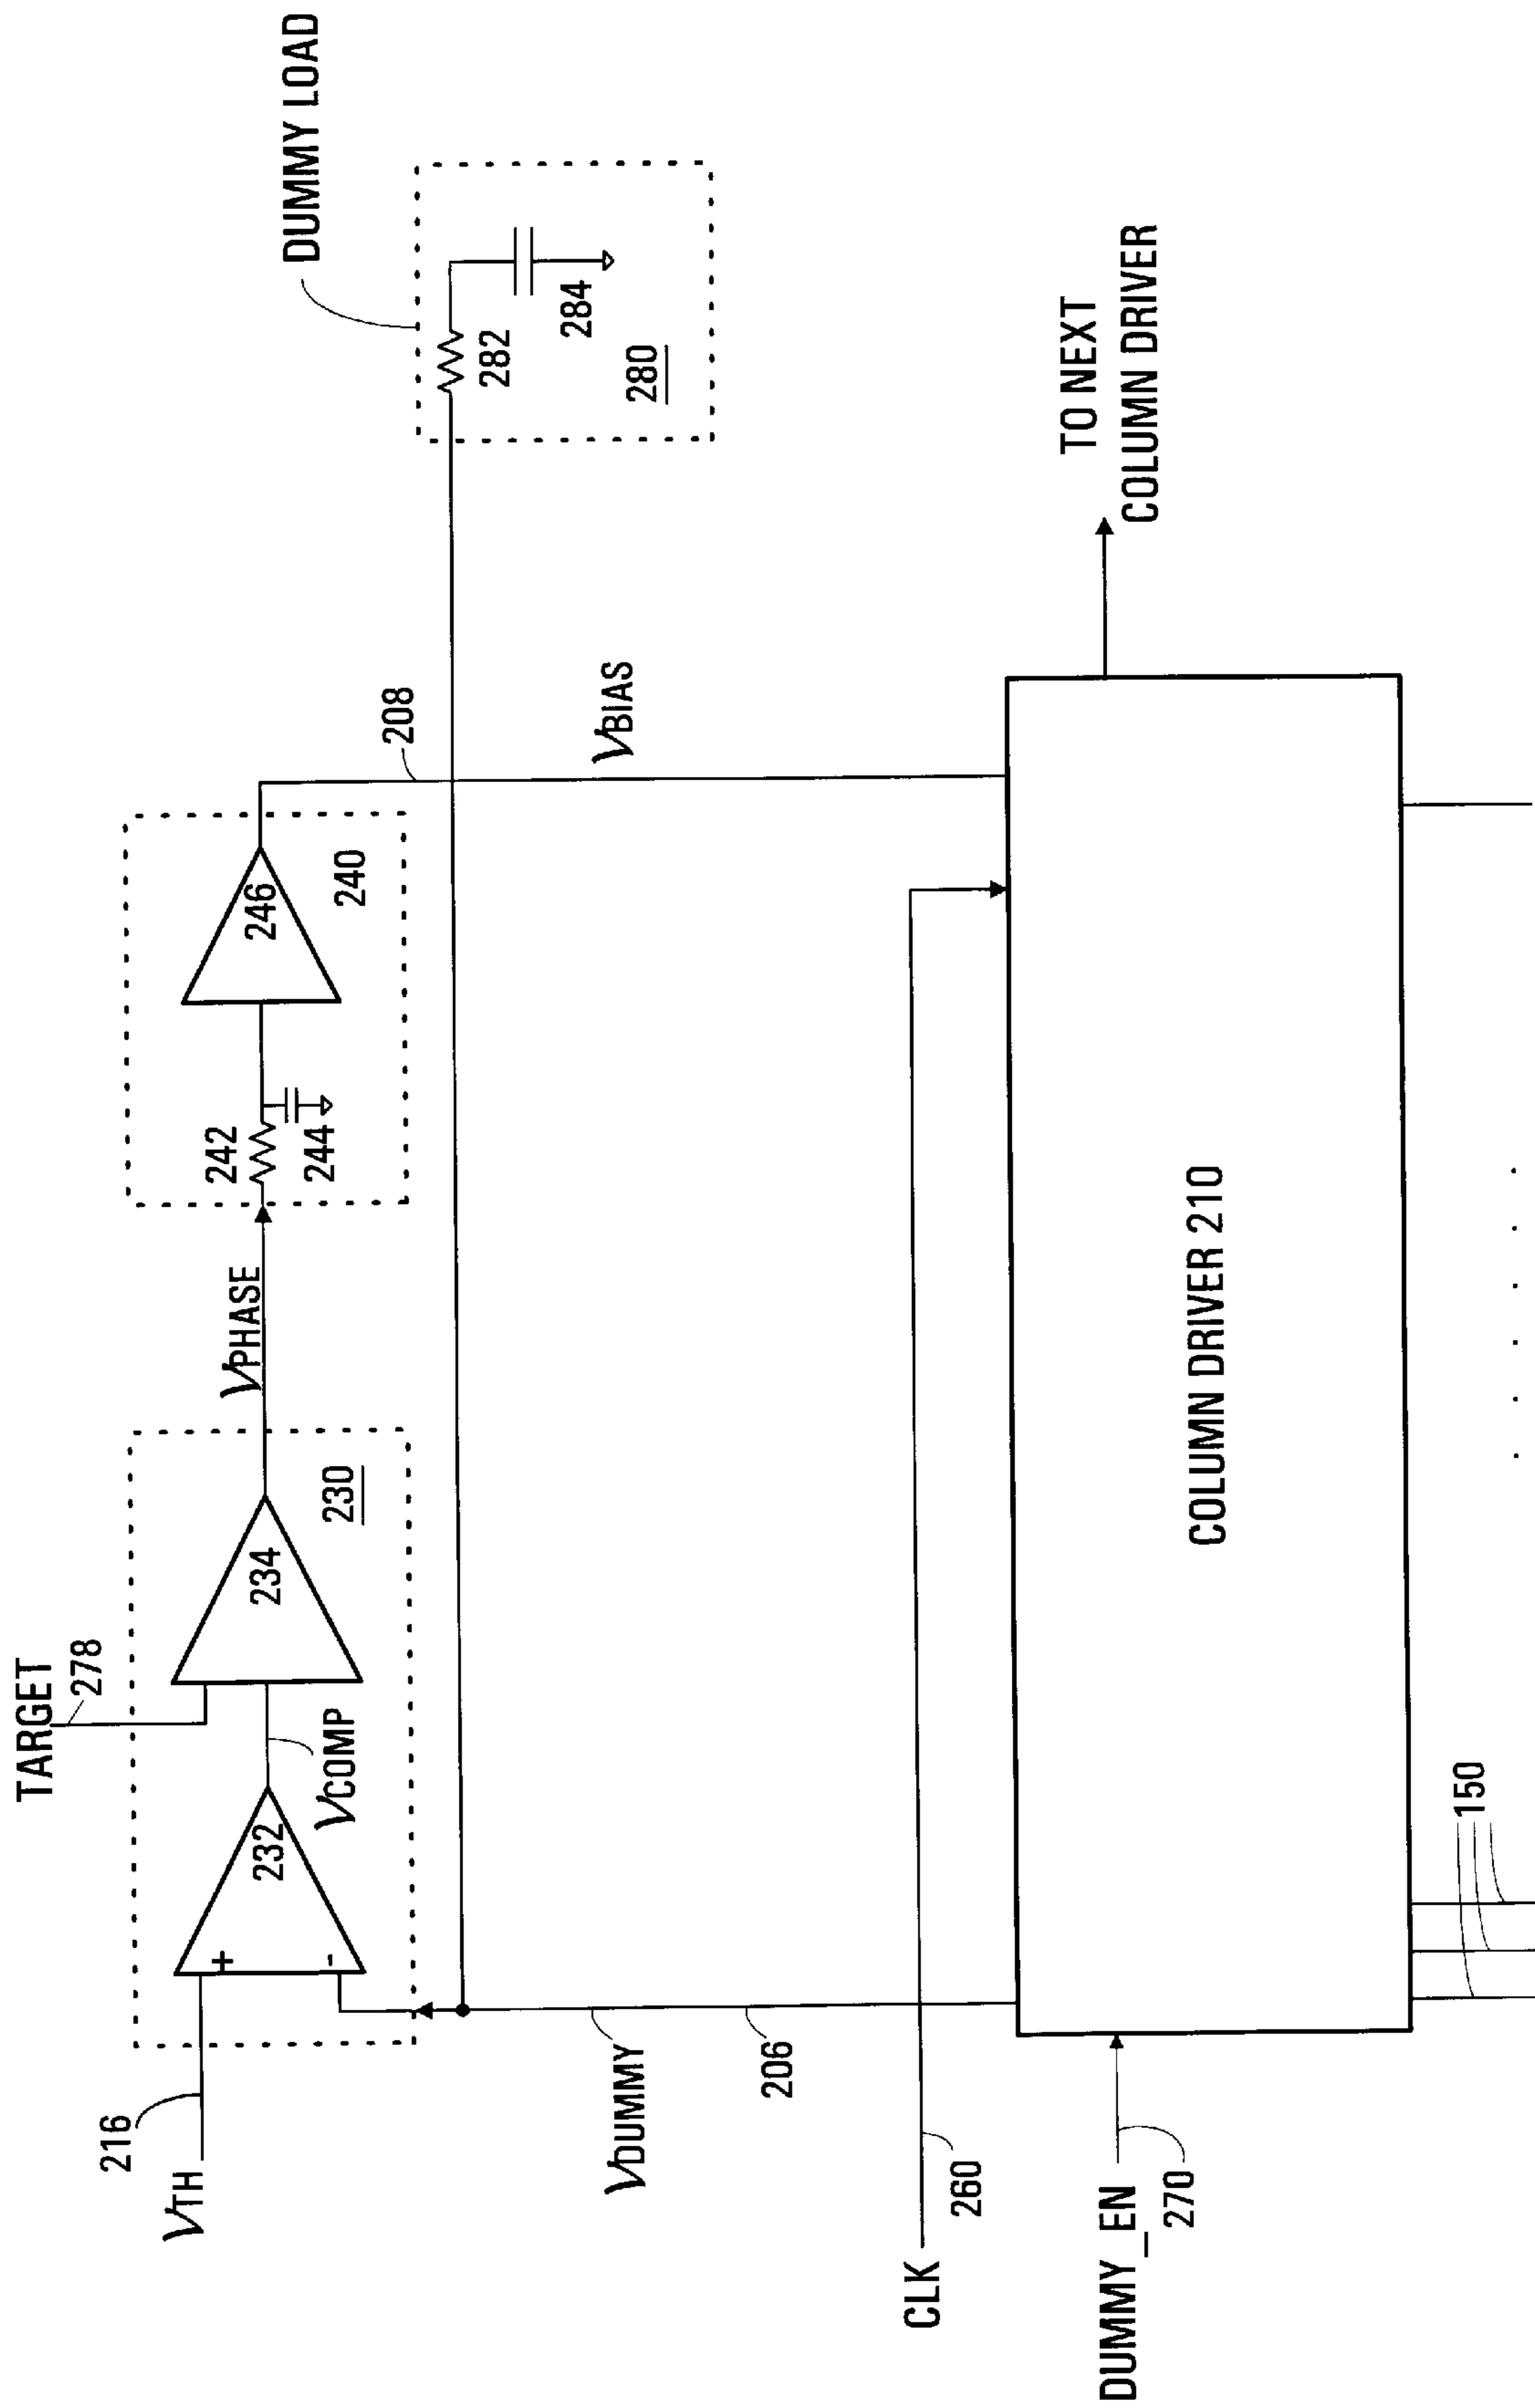 TARGET
278
DUMMY LOAD
216
VTH
+
-
232
VCOMP
234
230
VPHASE
242
244
246
240
208
282
284
280
VBIAS
VDUMMY
206
CLK
260
DUMMY_EN
270
COLUMN DRIVER 210
TO NEXT
COLUMN DRIVER
150